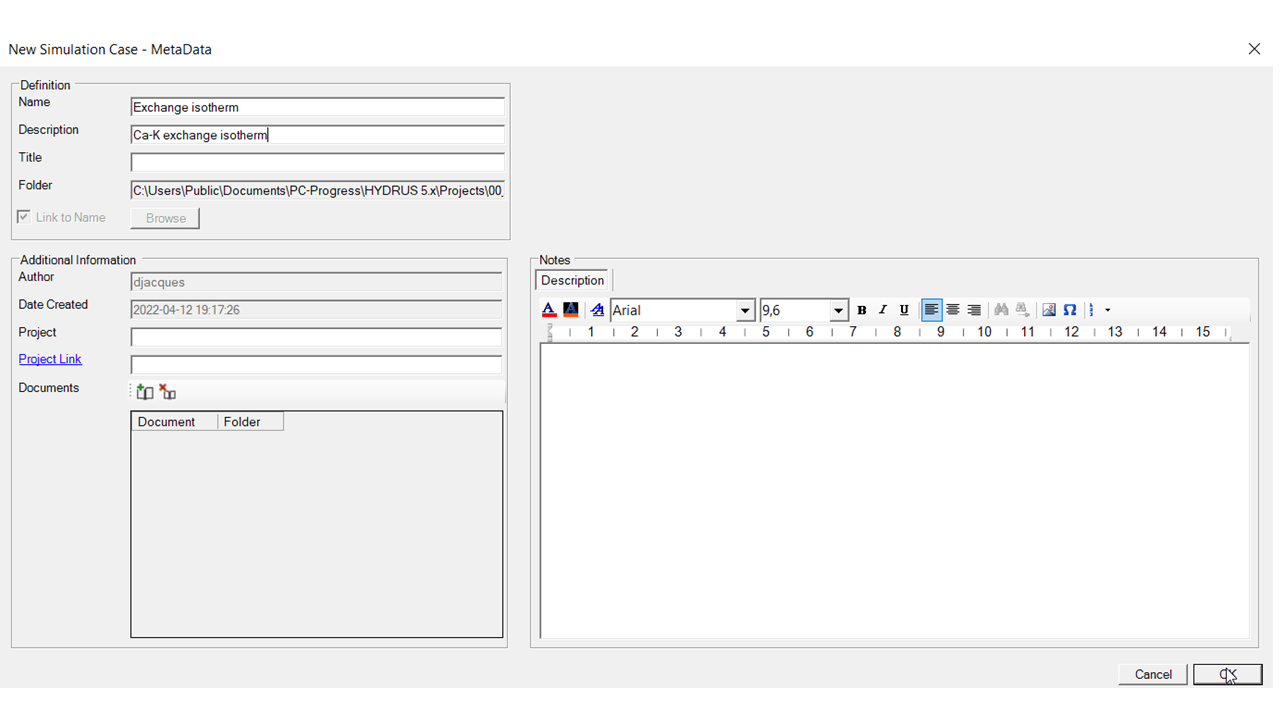 New Simulation Case - MetaData
Definition
Name
Exchange isotherm
Description
Ca-K exchange isotherm
Title
Folder
C:\Users\Public\Documents\PC-Progress\HYDRUS 5.x\Projects\00_
Link to Name
Browse
Additional Information
Author
djacques
Date Created
2022-04-12 19:17:26
Project
Project Link
Documents
Document Folder
Notes
Description
Arial 9,6 B I U
1 2 3 4 5 6 7 8 9 10 11 12 13 14 15
Cancel